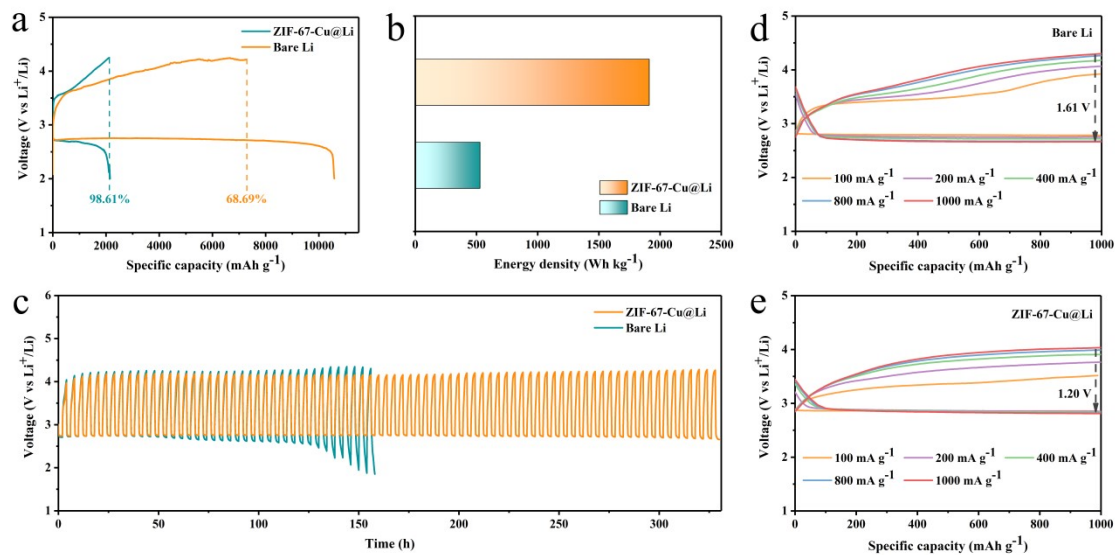 a
5
4
3
2
1
Voltage (V vs Li⁺/Li)
ZIF-67-Cu@Li
Bare Li
98.61%
68.69%
0 2000 4000 6000 8000 10000
Specific capacity (mAh g⁻¹)
b
ZIF-67-Cu@Li
Bare Li
0 500 1000 1500 2000 2500
Energy density (Wh kg⁻¹)
c
6
5
4
3
2
1
Voltage (V vs Li⁺/Li)
ZIF-67-Cu@Li
Bare Li
0 50 100 150 200 250 300
Time (h)
d
5
4
3
2
1
Voltage (V vs Li⁺/Li)
Bare Li
1.61 V
100 mA g⁻¹ 200 mA g⁻¹ 400 mA g⁻¹
800 mA g⁻¹ 1000 mA g⁻¹
0 200 400 600 800 1000
Specific capacity (mAh g⁻¹)
e
5
4
3
2
1
Voltage (V vs Li⁺/Li)
ZIF-67-Cu@Li
1.20 V
100 mA g⁻¹ 200 mA g⁻¹ 400 mA g⁻¹
800 mA g⁻¹ 1000 mA g⁻¹
0 200 400 600 800 1000
Specific capacity (mAh g⁻¹)